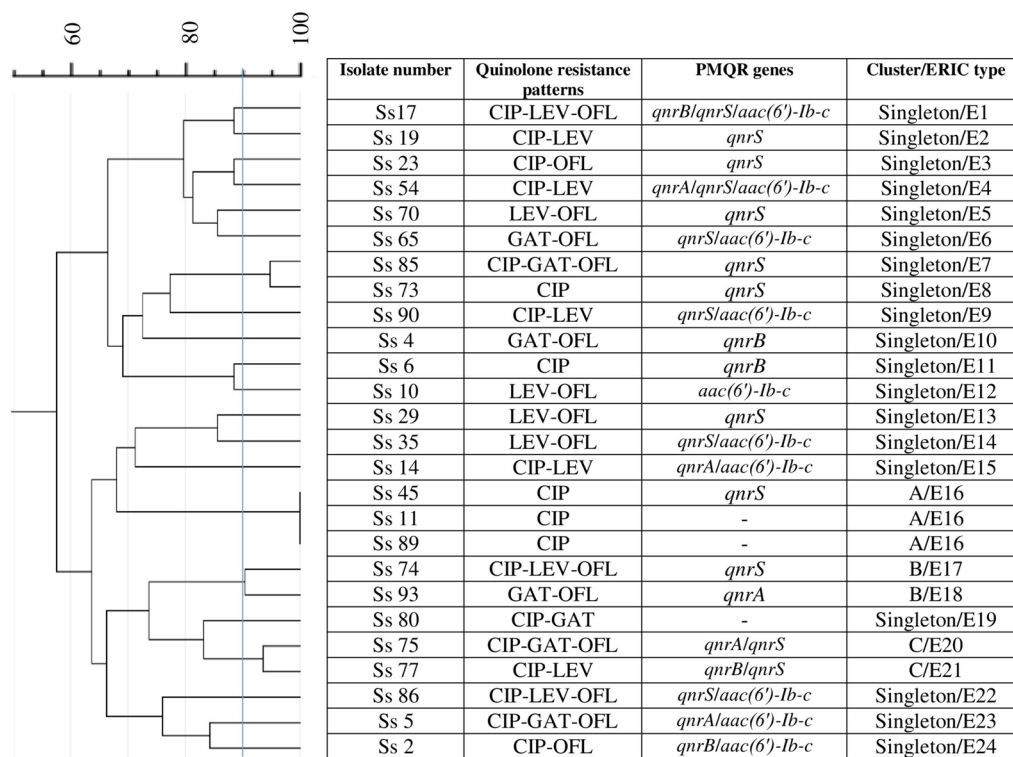 60 80 100
Isolate number Quinolone resistance patterns PMQR genes Cluster/ERIC type
Ss17 CIP-LEV-OFL qnrB/qnrS/aac(6')-Ib-c Singleton/E1
Ss 19 CIP-LEV qnrS Singleton/E2
Ss 23 CIP-OFL qnrS Singleton/E3
Ss 54 CIP-LEV qnrA/qnrS/aac(6')-Ib-c Singleton/E4
Ss 70 LEV-OFL qnrS Singleton/E5
Ss 65 GAT-OFL qnrS/aac(6')-Ib-c Singleton/E6
Ss 85 CIP-GAT-OFL qnrS Singleton/E7
Ss 73 CIP qnrS Singleton/E8
Ss 90 CIP-LEV qnrS/aac(6')-Ib-c Singleton/E9
Ss 4 GAT-OFL qnrB Singleton/E10
Ss 6 CIP qnrB Singleton/E11
Ss 10 LEV-OFL aac(6')-Ib-c Singleton/E12
Ss 29 LEV-OFL qnrS Singleton/E13
Ss 35 LEV-OFL qnrS/aac(6')-Ib-c Singleton/E14
Ss 14 CIP-LEV qnrA/aac(6')-Ib-c Singleton/E15
Ss 45 CIP qnrS A/E16
Ss 11 CIP - A/E16
Ss 89 CIP - A/E16
Ss 74 CIP-LEV-OFL qnrS B/E17
Ss 93 GAT-OFL qnrA B/E18
Ss 80 CIP-GAT - Singleton/E19
Ss 75 CIP-GAT-OFL qnrA/qnrS C/E20
Ss 77 CIP-LEV qnrB/qnrS C/E21
Ss 86 CIP-LEV-OFL qnrS/aac(6')-Ib-c Singleton/E22
Ss 5 CIP-GAT-OFL qnrA/aac(6')-Ib-c Singleton/E23
Ss 2 CIP-OFL qnrB/aac(6')-Ib-c Singleton/E24